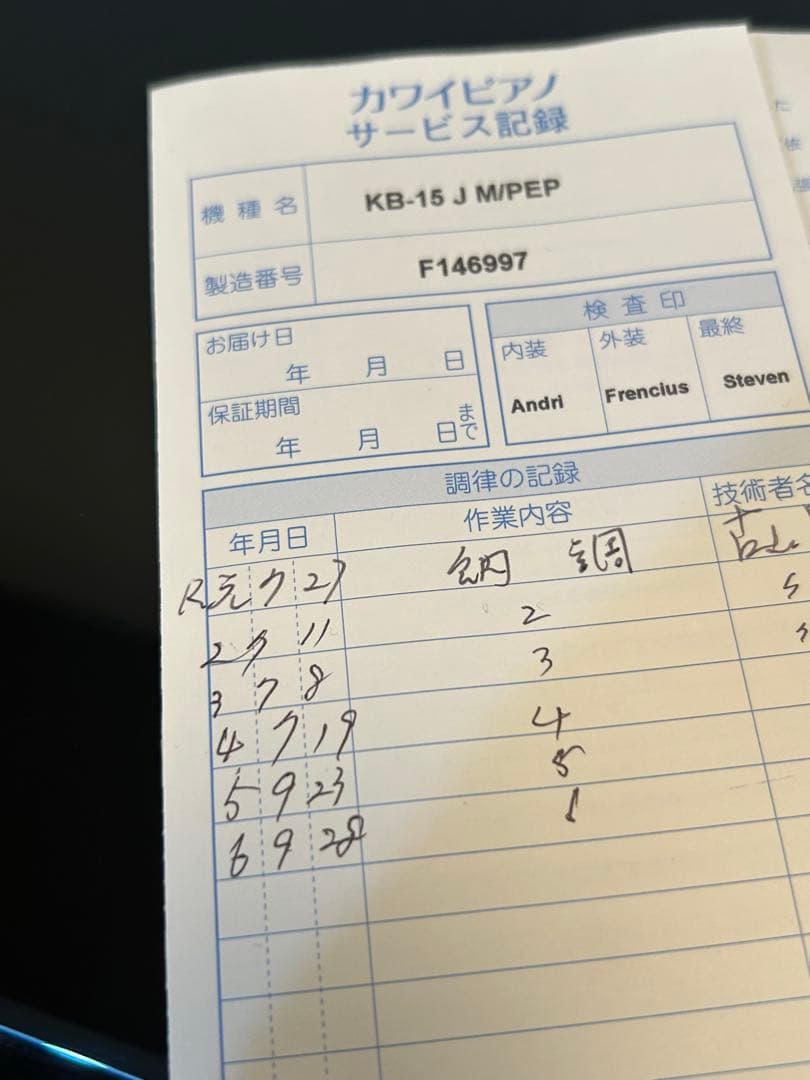 カワイピアノ
サービス記録
機種名 KB-15 J M/PEP
製造番号 F146997
お届け日
年 月 日
保証期間
年 月 日まで
検査印
内装 外装 最終
Andri Frencius Steven
調律の記録
年月日 作業内容 技術者名
R元 7 27 納 調
2 7 11 2
3 7 8 3
4 7 19 4
5 9 23 5
6 9 28